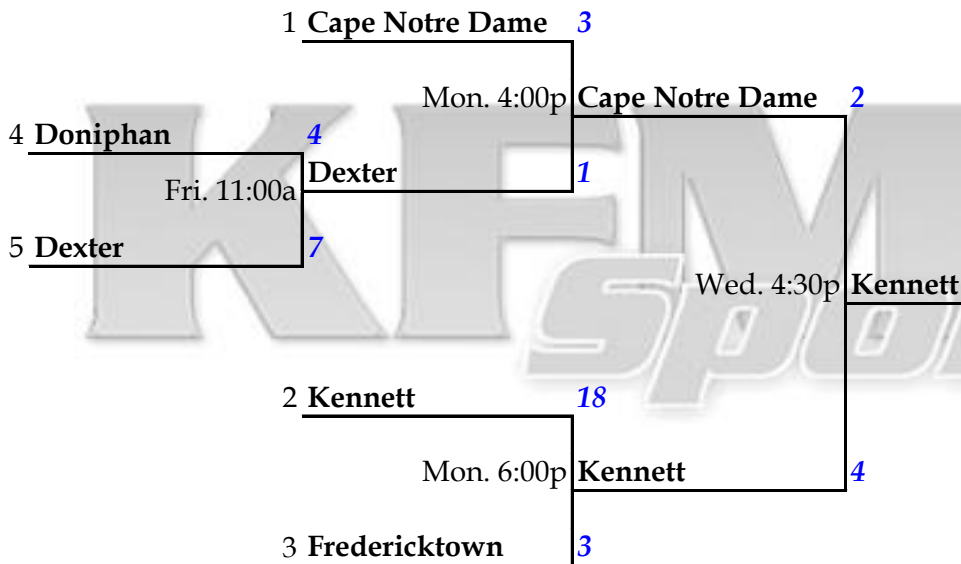 1 Cape Notre Dame 3
Mon. 4:00p Cape Notre Dame 2
4 Doniphan 4
Dexter 1
Fri. 11:00a
5 Dexter 7
Wed. 4:30p Kennett
2 Kennett 18
Mon. 6:00p Kennett 4
3 Fredericktown 3
KFM